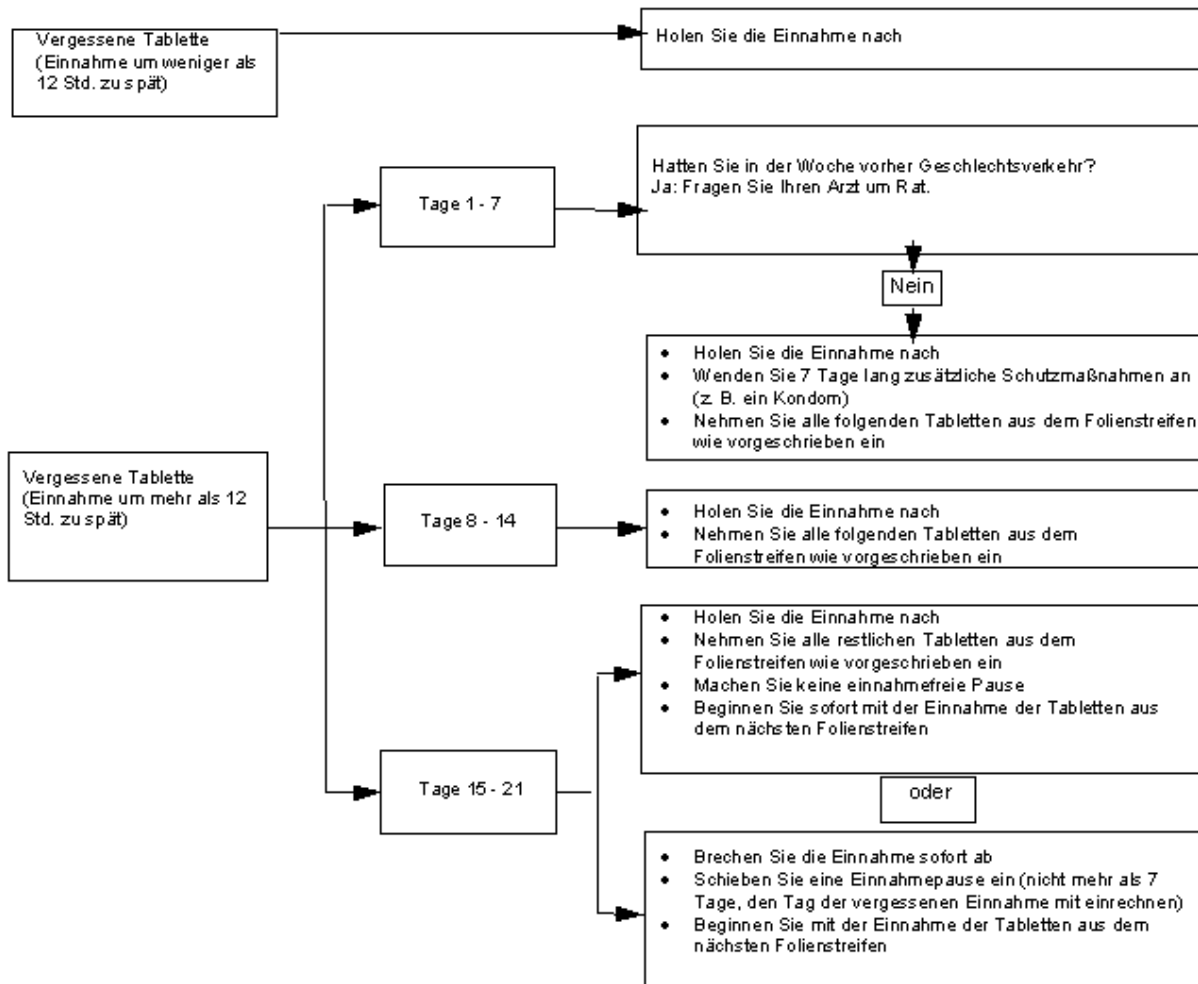 Vergessene Tablette
(Einnahme um weniger als
12 Std. zu spät)
Holen Sie die Einnahme nach
Hatten Sie in der Woche vorher Geschlechtsverkehr?
Ja: Fragen Sie Ihren Arzt um Rat.
Tage 1 - 7
Nein
• Holen Sie die Einnahme nach
• Wenden Sie 7 Tage lang zusätzliche Schutzmaßnahmen an
(z. B. ein Kondom)
• Nehmen Sie alle folgenden Tabletten aus dem Folienstreifen
wie vorgeschrieben ein
Vergessene Tablette
(Einnahme um mehr als 12
Std. zu spät)
Tage 8 - 14
• Holen Sie die Einnahme nach
• Nehmen Sie alle folgenden Tabletten aus dem
Folienstreifen wie vorgeschrieben ein
Tage 15 - 21
• Holen Sie die Einnahme nach
• Nehmen Sie alle restlichen Tabletten aus dem
Folienstreifen wie vorgeschrieben ein
• Machen Sie keine einnahmefreie Pause
• Beginnen Sie sofort mit der Einnahme der Tabletten aus
dem nächsten Folienstreifen
oder
• Brechen Sie die Einnahme sofort ab
• Schieben Sie eine Einnahmepause ein (nicht mehr als 7
Tage, den Tag der vergessenen Einnahme mit einrechnen)
• Beginnen Sie mit der Einnahme der Tabletten aus dem
nächsten Folienstreifen